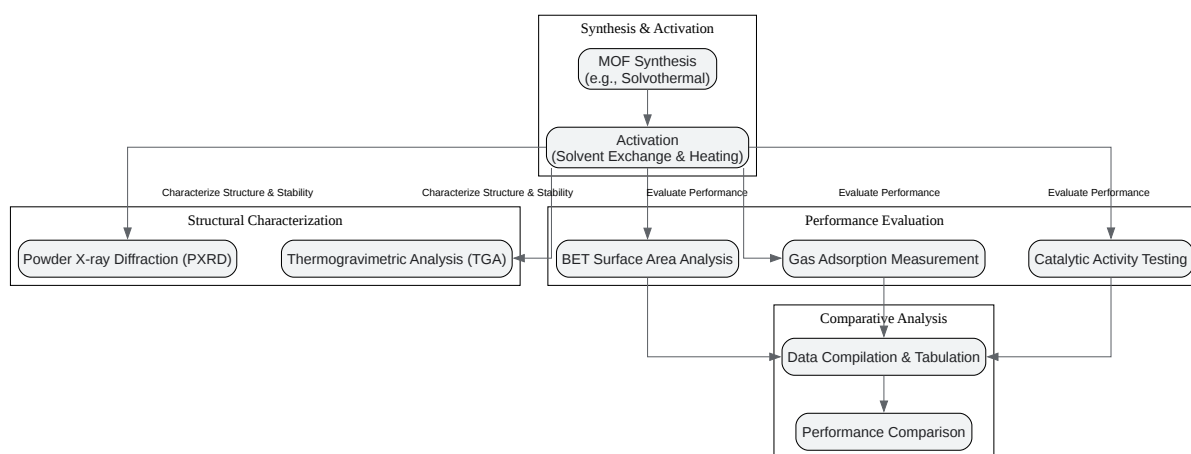 Synthesis & Activation
MOF Synthesis
(e.g., Solvothermal)
Activation
(Solvent Exchange & Heating)
Characterize Structure & Stability
Characterize Structure & Stability
Evaluate Performance
Evaluate Performance
Evaluate Performance
Structural Characterization
Performance Evaluation
Powder X-ray Diffraction (PXRD)
Thermogravimetric Analysis (TGA)
BET Surface Area Analysis
Gas Adsorption Measurement
Catalytic Activity Testing
Comparative Analysis
Data Compilation & Tabulation
Performance Comparison